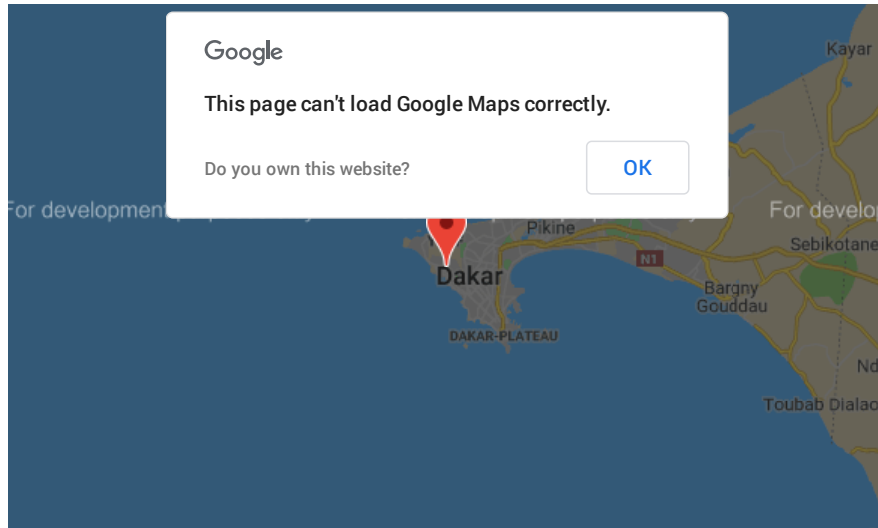 Google
Kayar
This page can't load Google Maps correctly.
Do you own this website?
OK
For development
For develo
Pikine
Sebikotane
N1
Dakar
Bargny
Gouddau
DAKAR-PLATEAU
Nd
Toubab Dialao